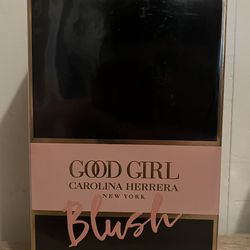 GOOD GIRL
CAROLINA HERRERA
NEW YORK
Blush